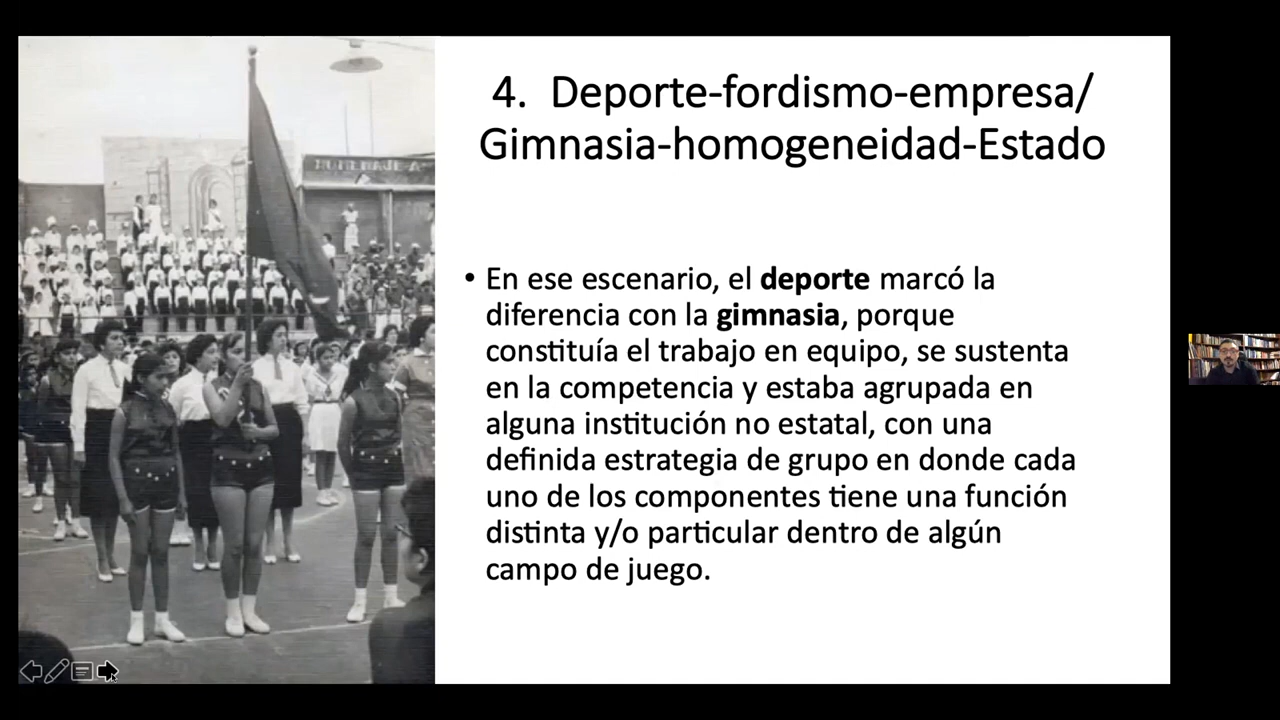 HOMENAJE A
4. Deporte-fordismo-empresa/
Gimnasia-homogeneidad-Estado
• En ese escenario, el deporte marcó la
diferencia con la gimnasia, porque
constituía el trabajo en equipo, se sustenta
en la competencia y estaba agrupada en
alguna institución no estatal, con una
definida estrategia de grupo en donde cada
uno de los componentes tiene una función
distinta y/o particular dentro de algún
campo de juego.